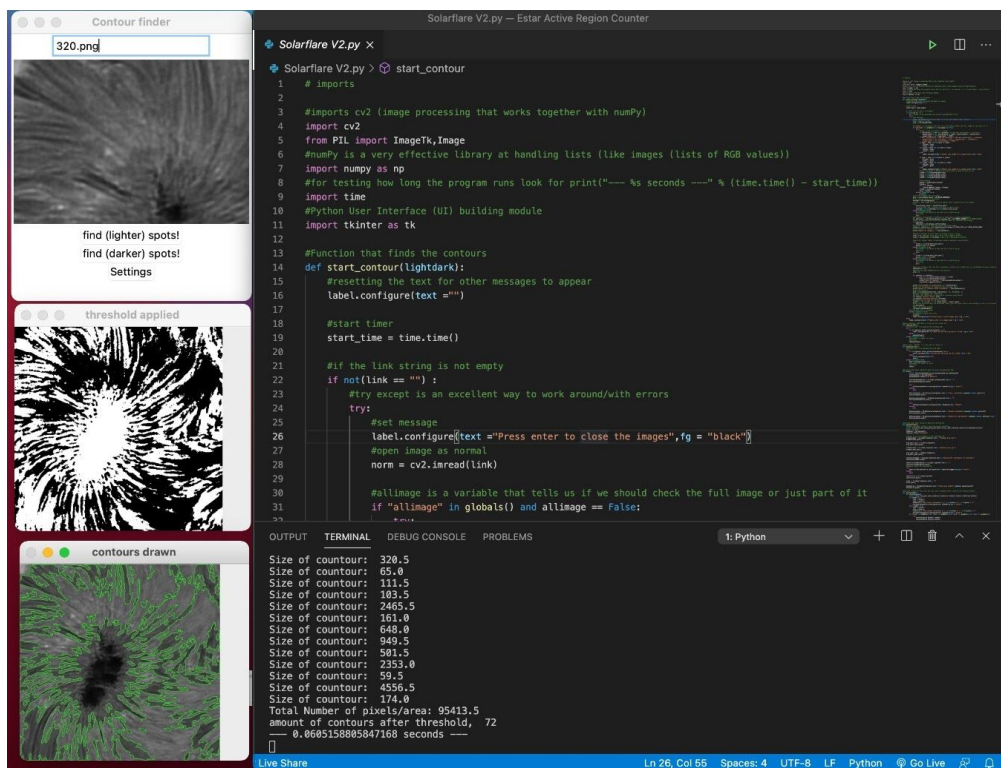 Contour finder
320.png
find (lighter) spots!
find (darker) spots!
Settings
threshold applied
contours drawn
Solarflare V2.py — Estar Active Region Counter
Solarflare V2.py ×
Solarflare V2.py > start_contour
1 # imports
2
3 #imports cv2 (image processing that works together with numPy)
4 import cv2
5 from PIL import ImageTk,Image
6 #numPy is a very effective library at handling lists (like images (lists of RGB values))
7 import numpy as np
8 #for testing how long the program runs look for print("--- %s seconds ---" % (time.time() - start_time))
9 import time
10 #Python User Interface (UI) building module
11 import tkinter as tk
12
13 #Function that finds the contours
14 def start_contour(lightdark):
15 #resetting the text for other messages to appear
16 label.configure(text ="")
17
18 #start timer
19 start_time = time.time()
20
21 #if the link string is not empty
22 if not(link == "") :
23 #try except is an excellent way to work around/with errors
24 try:
25 #set message
26 label.configure(text ="Press enter to close the images",fg = "black")
27 #open image as normal
28 norm = cv2.imread(link)
29
30 #allimage is a variable that tells us if we should check the full image or just part of it
31 if "allimage" in globals() and allimage == False:
32 try:
OUTPUT TERMINAL DEBUG CONSOLE PROBLEMS 1: Python
Size of countour: 320.5
Size of countour: 65.0
Size of countour: 111.5
Size of countour: 103.5
Size of countour: 2465.5
Size of countour: 161.0
Size of countour: 648.0
Size of countour: 949.5
Size of countour: 501.5
Size of countour: 2353.0
Size of countour: 59.5
Size of countour: 4556.5
Size of countour: 174.0
Total Number of pixels/area: 95413.5
amount of contours after threshold, 72
--- 0.0605158805847168 seconds ---
Live Share Ln 26, Col 55 Spaces: 4 UTF-8 LF Python Go Live